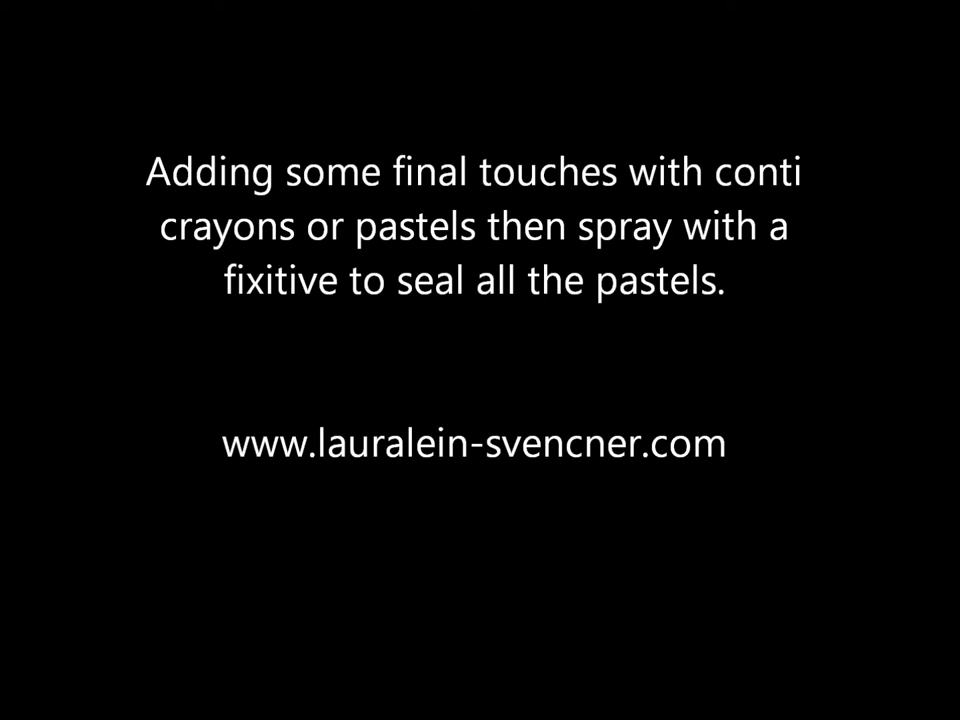 Adding some final touches with conti
crayons or pastels then spray with a
fixitive to seal all the pastels.
www.lauralein-svencner.com